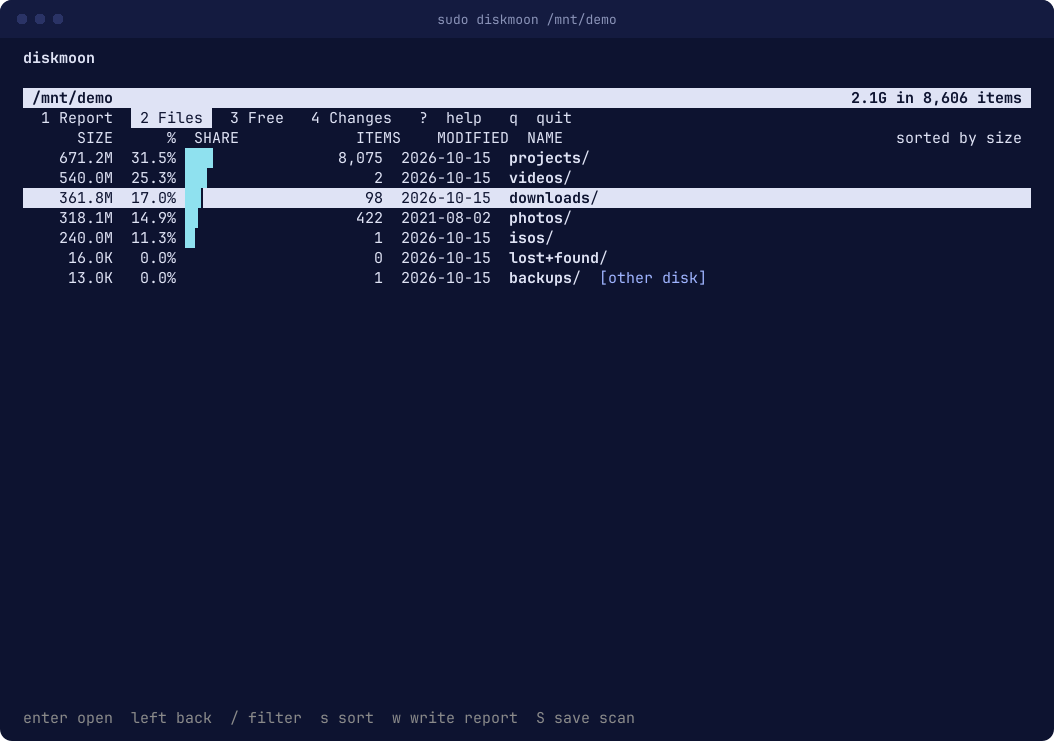 sudo diskmoon /mnt/demo
diskmoon
/mnt/demo 2.1G in 8,606 items
1 Report 2 Files 3 Free 4 Changes ? help q quit
SIZE % SHARE ITEMS MODIFIED NAME sorted by size
671.2M 31.5% 8,075 2026-10-15 projects/
540.0M 25.3% 2 2026-10-15 videos/
361.8M 17.0% 98 2026-10-15 downloads/
318.1M 14.9% 422 2021-08-02 photos/
240.0M 11.3% 1 2026-10-15 isos/
16.0K 0.0% 0 2026-10-15 lost+found/
13.0K 0.0% 1 2026-10-15 backups/ [other disk]
enter open left back / filter s sort w write report S save scan